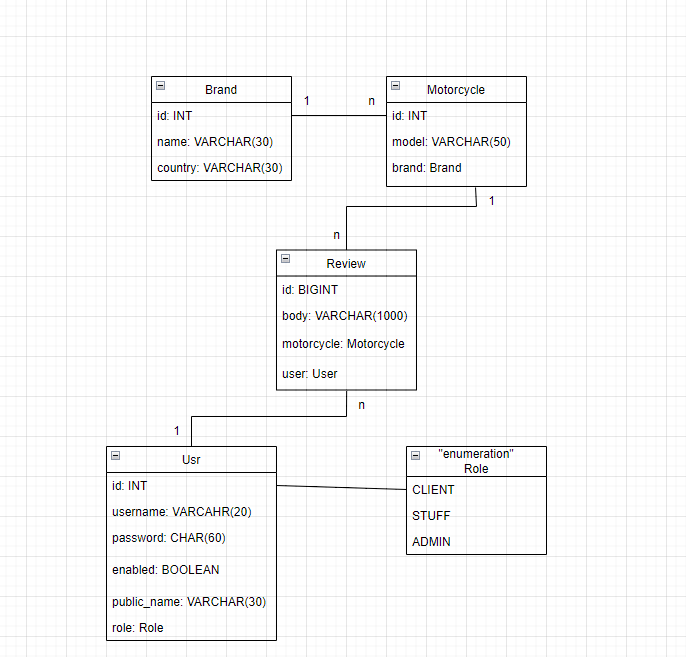 Brand
id: INT
name: VARCHAR(30)
country: VARCHAR(30)
1
n
Motorcycle
id: INT
model: VARCHAR(50)
brand: Brand
1
n
Review
id: BIGINT
body: VARCHAR(1000)
motorcycle: Motorcycle
user: User
n
1
Usr
id: INT
username: VARCAHR(20)
password: CHAR(60)
enabled: BOOLEAN
public_name: VARCHAR(30)
role: Role
"enumeration"
Role
CLIENT
STUFF
ADMIN